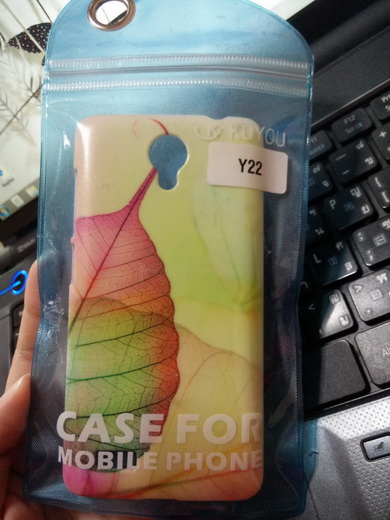 KUYOU
Y22
CASE FOR
MOBILE PHONE